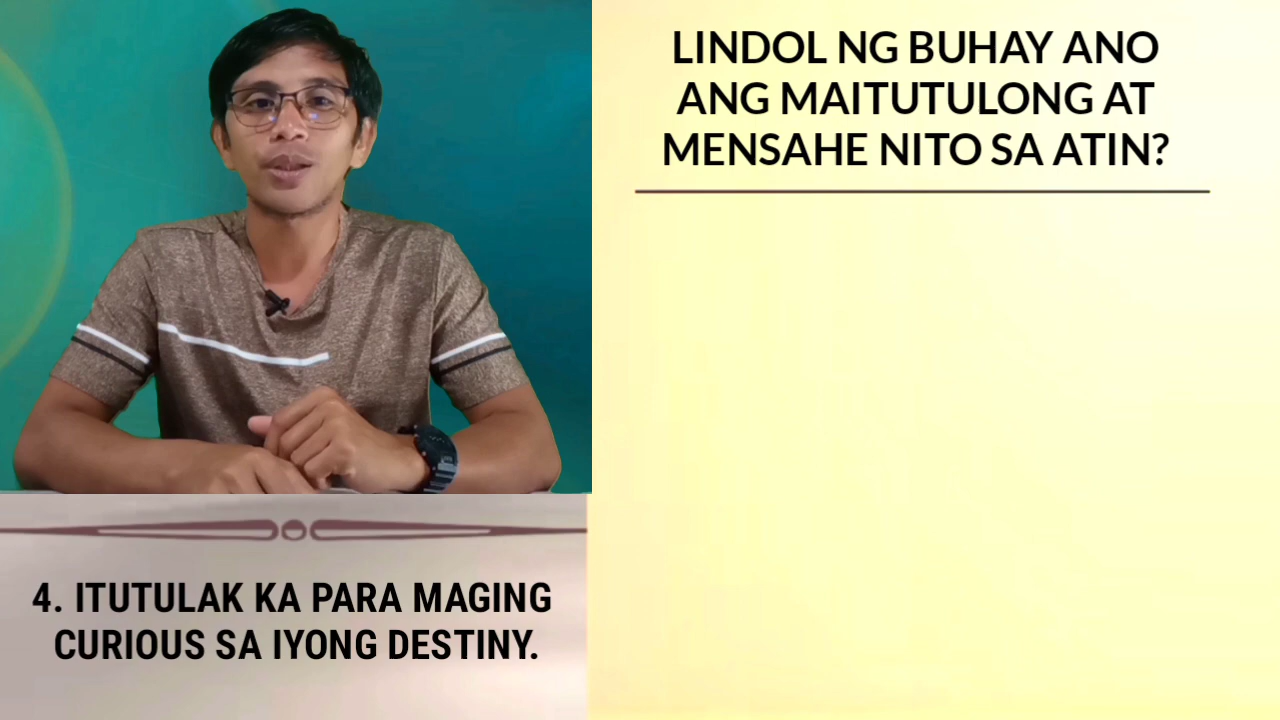 LINDOL NG BUHAY ANO
ANG MAITUTULONG AT
MENSAHE NITO SA ATIN?
4. ITUTULAK KA PARA MAGING
CURIOUS SA IYONG DESTINY.